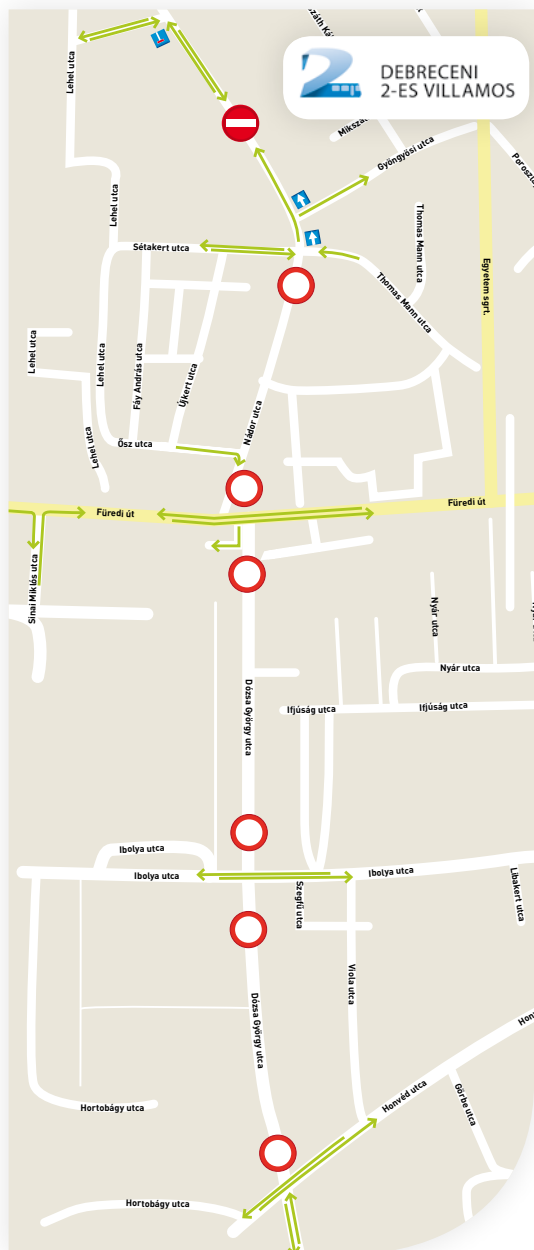 DEBRECENI
2-ES VILLAMOS
Lehel utca
Gyöngyösi utca
Lehel utca
Thomas Mann utca
Sétakert utca
Egyetem sgrt.
Thomas Mann utca
Lehel utca
Lehel utca
Fáy András utca
Újkert utca
Nádor utca
Lehel utca
Ősz utca
Füredi út
Füredi út
Sinai Miklós utca
Nyár utca
Nyár utca
Dózsa György utca
Ifjúság utca
Ifjúság utca
Ibolya utca
Ibolya utca
Ibolya utca
Szegfű utca
Libakert utca
Viola utca
Dózsa György utca
Honvéd utca
Görbe utca
Hortobágy utca
Hortobágy utca